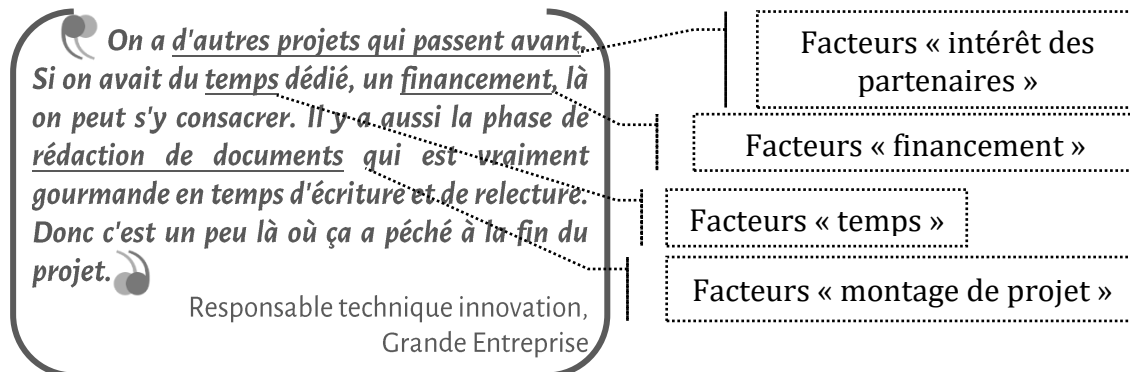 On a d'autres projets qui passent avant.
Si on avait du temps dédié, un financement, là
on peut s'y consacrer. Il y a aussi la phase de
rédaction de documents qui est vraiment
gourmande en temps d'écriture et de relecture.
Donc c'est un peu là où ça a péché à la fin du
projet.
Responsable technique innovation,
Grande Entreprise
Facteurs « intérêt des
partenaires »
Facteurs « financement »
Facteurs « temps »
Facteurs « montage de projet »